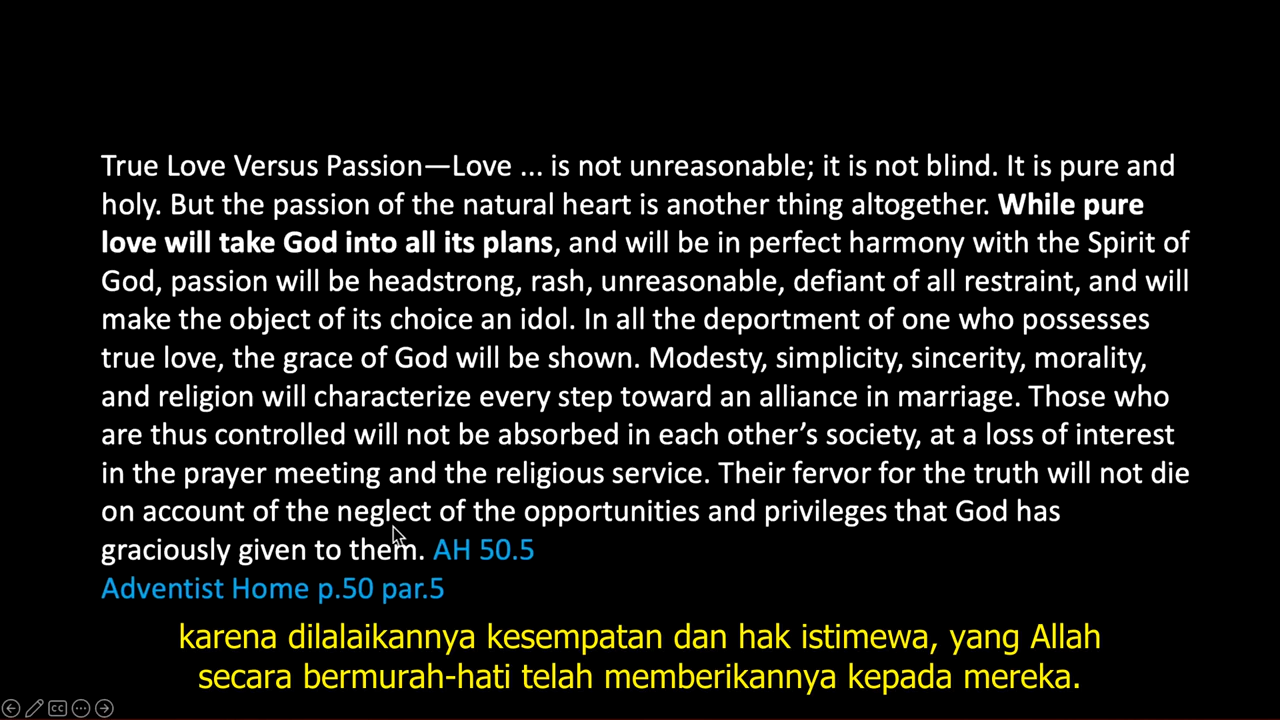 True Love Versus Passion—Love ... is not unreasonable; it is not blind. It is pure and
holy. But the passion of the natural heart is another thing altogether. While pure
love will take God into all its plans, and will be in perfect harmony with the Spirit of
God, passion will be headstrong, rash, unreasonable, defiant of all restraint, and will
make the object of its choice an idol. In all the deportment of one who possesses
true love, the grace of God will be shown. Modesty, simplicity, sincerity, morality,
and religion will characterize every step toward an alliance in marriage. Those who
are thus controlled will not be absorbed in each other’s society, at a loss of interest
in the prayer meeting and the religious service. Their fervor for the truth will not die
on account of the neglect of the opportunities and privileges that God has
graciously given to them. AH 50.5
Adventist Home p.50 par.5
karena dilalaikannya kesempatan dan hak istimewa, yang Allah
secara bermurah-hati telah memberikannya kepada mereka.
CC